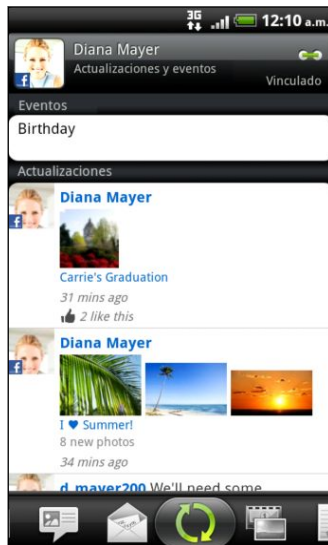 3G
12:10 a.m.
Diana Mayer
Actualizaciones y eventos
Vinculado
Eventos
Birthday
Actualizaciones
Diana Mayer
Carrie's Graduation
31 mins ago
2 like this
Diana Mayer
I ♥ Summer!
8 new photos
34 mins ago
d_mayer200 We'll need some